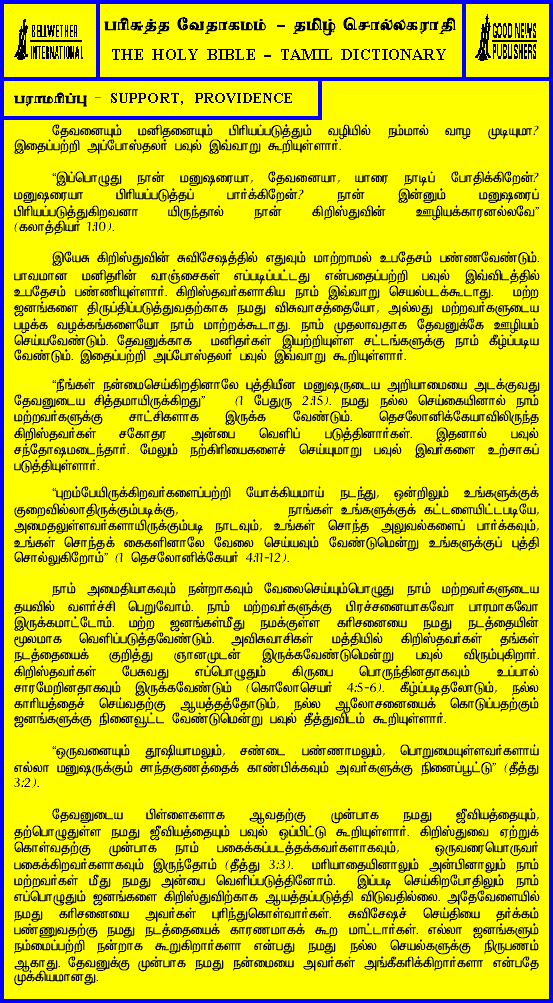 BELLWETHER
INTERNATIONAL
பரிசுத்த வேதாகமம் – தமிழ் சொல்லகராதி
THE HOLY BIBLE – TAMIL DICTIONARY
GOOD NEWS
PUBLISHERS
பராமரிப்பு – SUPPORT, PROVIDENCE
தேவனையும் மனிதனையும் பிரியப்படுத்தும் வழியில் நம்மால் வாழ முடியுமா?
இதைப்பற்றி அப்போஸ்தலர் பவுல் இவ்வாறு கூறியுள்ளார்.
“இப்பொழுது நான் மனுஷரையா, தேவனையா, யாரை நாடிப் போதிக்கிறேன்?
மனுஷரையா பிரியப்படுத்தப் பார்க்கிறேன்? நான் இன்னும் மனுஷரைப்
பிரியப்படுத்துகிறவனா யிருந்தால் நான் கிறிஸ்துவின் ஊழியக்காரனல்லவே”
(கலாத்தியர் 1:10).
இயேசு கிறிஸ்துவின் சுவிசேஷத்தில் எதுவும் மாற்றாமல் உபதேசம் பண்ணவேண்டும்.
பாவமான மனிதரின் வாஞ்சைகள் எப்படிப்பட்டது என்பதைப்பற்றி பவுல் இவ்விடத்தில்
உபதேசம் பண்ணியுள்ளார். கிறிஸ்தவர்களாகிய நாம் இவ்வாறு செயல்படக்கூடாது. மற்ற
ஜனங்களை திருப்திப்படுத்துவதற்காக நமது விசுவாசத்தையோ, அல்லது மற்றவர்களுடைய
பழக்க வழக்கங்களையோ நாம் மாற்றக்கூடாது. நாம் முதலாவதாக தேவனுக்கே ஊழியம்
செய்யவேண்டும். தேவனுக்காக மனிதர்கள் இயற்றியுள்ள சட்டங்களுக்கு நாம் கீழ்ப்படிய
வேண்டும். இதைப்பற்றி அப்போஸ்தலர் பவுல் இவ்வாறு கூறியுள்ளார்.
“நீங்கள் நன்மைசெய்கிறதினாலே புத்தியீன மனுஷருடைய அறியாமையை அடக்குவது
தேவனுடைய சித்தமாயிருக்கிறது” (1 பேதுரு 2:15). நமது நல்ல செய்கையினால் நாம்
மற்றவர்களுக்கு சாட்சிகளாக இருக்க வேண்டும். தெசலோனிக்கேயாவிலிருந்த
கிறிஸ்தவர்கள் சகோதர அன்பை வெளிப் படுத்தினார்கள். இதனால் பவுல்
சந்தோஷமடைந்தார். மேலும் நற்கிரியைகளைச் செய்யுமாறு பவுல் இவர்களை உற்சாகப்
படுத்தியுள்ளார்.
“புறம்பேயிருக்கிறவர்களைப்பற்றி யோக்கியமாய் நடந்து, ஒன்றிலும் உங்களுக்குக்
குறைவில்லாதிருக்கும்படிக்கு, நாங்கள் உங்களுக்குக் கட்டளையிட்டபடியே,
அமைதலுள்ளவர்களாயிருக்கும்படி நாடவும், உங்கள் சொந்த அலுவல்களைப் பார்க்கவும்,
உங்கள் சொந்தக் கைகளினாலே வேலை செய்யவும் வேண்டுமென்று உங்களுக்குப் புத்தி
சொல்லுகிறோம்” (1 தெசலோனிக்கேயர் 4:11-12).
நாம் அமைதியாகவும் நன்றாகவும் வேலைசெய்யும்பொழுது நாம் மற்றவர்களுடைய
தயவில் வளர்ச்சி பெறுவோம். நாம் மற்றவர்களுக்கு பிரச்சனையாகவோ பாரமாகவோ
இருக்கமாட்டோம். மற்ற ஜனங்கள்மீது நமக்குள்ள கரிசனையை நமது நடத்தையின்
மூலமாக வெளிப்படுத்தவேண்டும். அவிசுவாசிகள் மத்தியில் கிறிஸ்தவர்கள் தங்கள்
நடத்தையைக் குறித்து ஞானமுடன் இருக்கவேண்டுமென்று பவுல் விரும்புகிறார்.
கிறிஸ்தவர்கள் பேசுவது எப்பொழுதும் கிருபை பொருந்தினதாகவும் உப்பால்
சாரமேறினதாகவும் இருக்கவேண்டும் (கொலோசெயர் 4:5-6). கீழ்ப்படிதலோடும், நல்ல
காரியத்தைச் செய்வதற்கு ஆயத்தத்தோடும், நல்ல ஆலோசனையைக் கொடுப்பதற்கும்
ஜனங்களுக்கு நினைவூட்ட வேண்டுமென்று பவுல் தீத்துவிடம் கூறியுள்ளார்.
“ஒருவனையும் தூஷியாமலும், சண்டை பண்ணாமலும், பொறுமையுள்ளவர்களாய்
எல்லா மனுஷருக்கும் சாந்தகுணத்தைக் காண்பிக்கவும் அவர்களுக்கு நினைப்பூட்டு” (தீத்து
3:2).
தேவனுடைய பிள்ளைகளாக ஆவதற்கு முன்பாக நமது ஜீவியத்தையும்,
தற்பொழுதுள்ள நமது ஜீவியத்தையும் பவுல் ஒப்பிட்டு கூறியுள்ளார். கிறிஸ்துவை ஏற்றுக்
கொள்வதற்கு முன்பாக நாம் பகைக்கப்படத்தக்கவர்களாகவும், ஒருவரையொருவர்
பகைக்கிறவர்களாகவும் இருந்தோம் (தீத்து 3:3). மரியாதையினாலும் அன்பினாலும் நாம்
மற்றவர்கள் மீது நமது அன்பை வெளிப்படுத்தினோம். இப்படி செய்கிறபோதிலும் நாம்
எப்பொழுதும் ஜனங்களை கிறிஸ்துவிற்காக ஆயத்தப்படுத்தி விடுவதில்லை. அதேவேளையில்
நமது கரிசனையை அவர்கள் புரிந்துகொள்வார்கள். சுவிசேஷச் செய்தியை தர்க்கம்
பண்ணுவதற்கு நமது நடத்தையைக் காரணமாகக் கூற மாட்டார்கள். எல்லா ஜனங்களும்
நம்மைப்பற்றி நன்றாக கூறுகிறார்களா என்பது நமது நல்ல செயல்களுக்கு நிருபணம்
ஆகாது. தேவனுக்கு முன்பாக நமது நன்மையை அவர்கள் அங்கீகரிக்கிறார்களா என்பதே
முக்கியமானது.